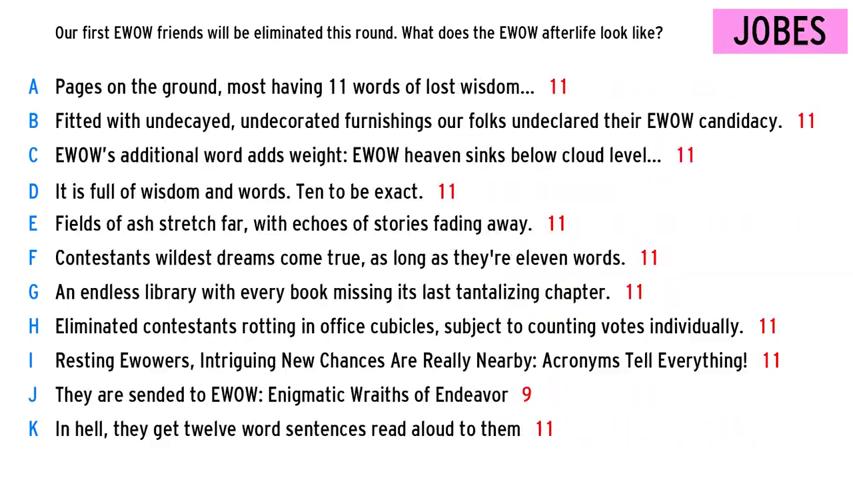 Our first EWOW friends will be eliminated this round. What does the EWOW afterlife look like?
JOBES
A Pages on the ground, most having 11 words of lost wisdom... 11
B Fitted with undecayed, undecorated furnishings our folks undeclared their EWOW candidacy. 11
C EWOW's additional word adds weight: EWOW heaven sinks below cloud level... 11
D It is full of wisdom and words. Ten to be exact. 11
E Fields of ash stretch far, with echoes of stories fading away. 11
F Contestants wildest dreams come true, as long as they're eleven words. 11
G An endless library with every book missing its last tantalizing chapter. 11
H Eliminated contestants rotting in office cubicles, subject to counting votes individually. 11
I Resting Ewowers, Intriguing New Chances Are Really Nearby: Acronyms Tell Everything! 11
J They are sended to EWOW: Enigmatic Wraiths of Endeavor 9
K In hell, they get twelve word sentences read aloud to them 11